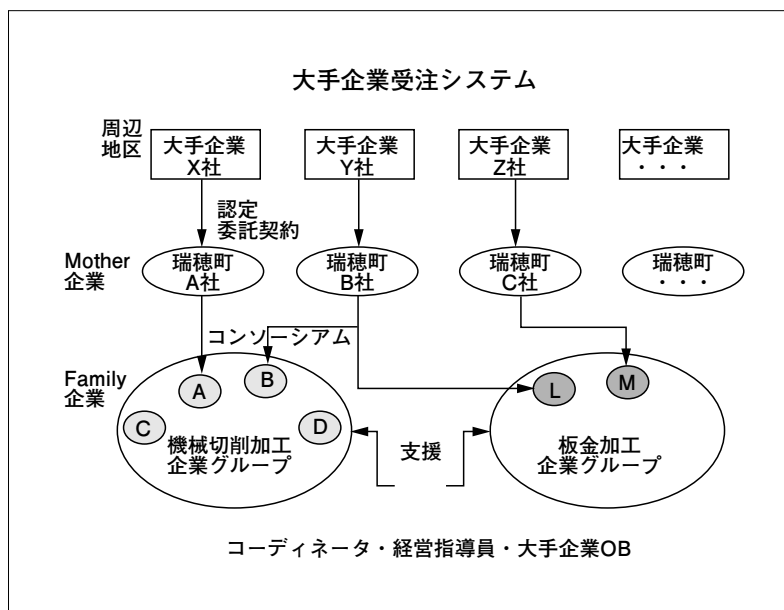 大手企業受注システム
周辺
地区
大手企業
X社
大手企業
Y社
大手企業
Z社
大手企業
・・・
認定
委託契約
Mother
企業
瑞穂町
A社
瑞穂町
B社
瑞穂町
C社
瑞穂町
・・・
コンソーシアム
Family
企業
A
B
C
D
機械切削加工
企業グループ
支援
L
M
板金加工
企業グループ
コーディネータ・経営指導員・大手企業OB